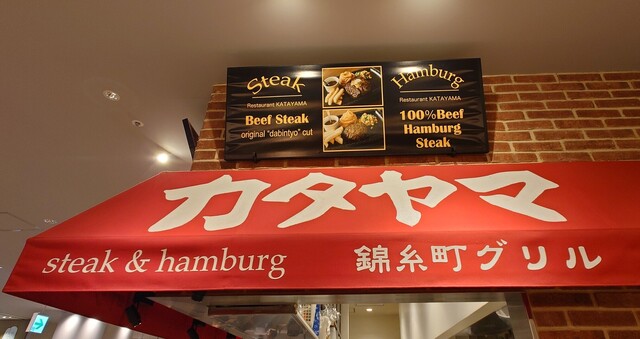 Steak
Restaurant KATAYAMA
Beef Steak
original "dabintyo" cut
Hamburg
Restaurant KATAYAMA
100%Beef
Hamburg
Steak
カタヤマ
steak & hamburg
錦糸町グリル